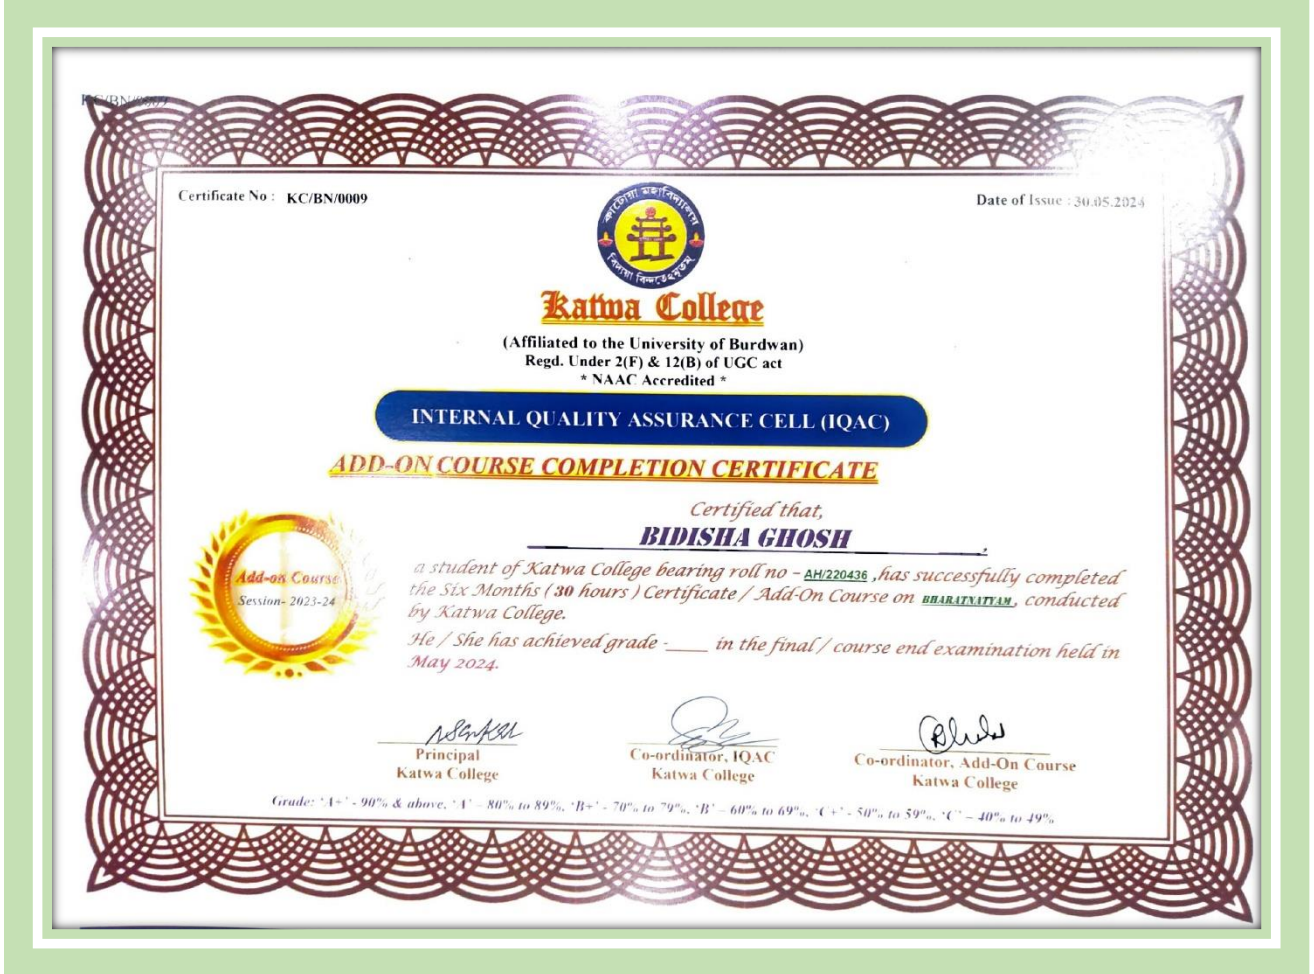 KC/BN/0009
Certificate No : KC/BN/0009
Date of Issue : 30.05.2024
কাটোয়া মহাবিদ্যালয়
Katwa College
(Affiliated to the University of Burdwan)
Regd. Under 2(F) & 12(B) of UGC act
* NAAC Accredited *
INTERNAL QUALITY ASSURANCE CELL (IQAC)
ADD-ON COURSE COMPLETION CERTIFICATE
Certified that,
BIDISHA GHOSH,
Add-on Course
Session- 2023-24
a student of Katwa College bearing roll no - AH/220436 ,has successfully completed
the Six Months ( 30 hours ) Certificate / Add-On Course on BHARATNATYAM, conducted
by Katwa College.
He / She has achieved grade -____ in the final / course end examination held in
May 2024.
Principal
Katwa College
Co-ordinator, IQAC
Katwa College
Co-ordinator, Add-On Course
Katwa College
Grade: 'A+' - 90% & above, 'A' – 80% to 89%, 'B+' - 70% to 79%, 'B' – 60% to 69%, 'C+' - 50% to 59%, 'C' – 40% to 49%